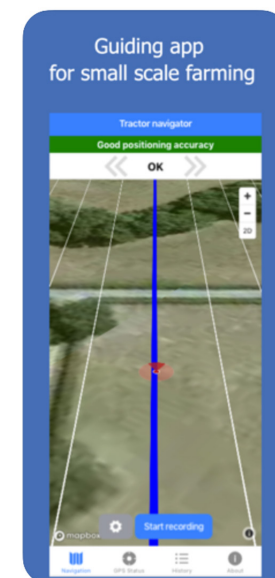 Guiding app
for small scale farming
Tractor navigator
Good positioning accuracy
OK
+
−
2D
mapbox
Start recording
Navigation
GPS Status
History
About